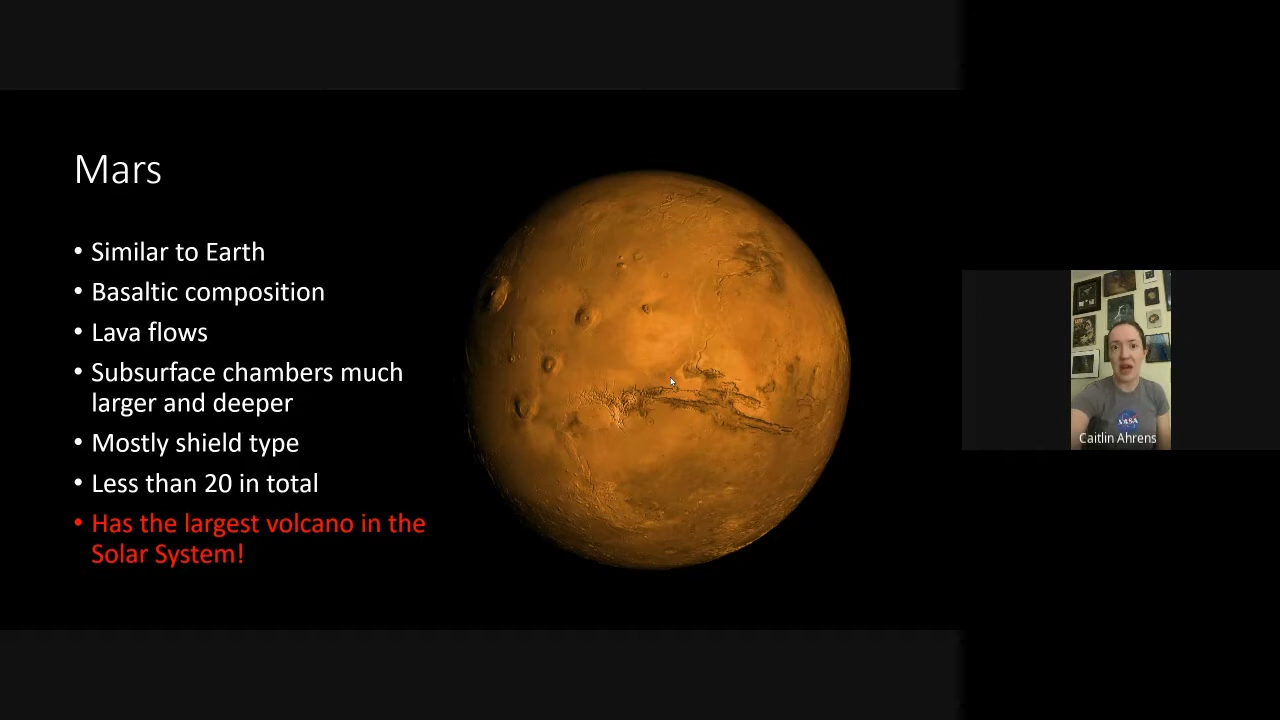 Mars
• Similar to Earth
• Basaltic composition
• Lava flows
• Subsurface chambers much
larger and deeper
• Mostly shield type
• Less than 20 in total
• Has the largest volcano in the
Solar System!
NASA
Caitlin Ahrens